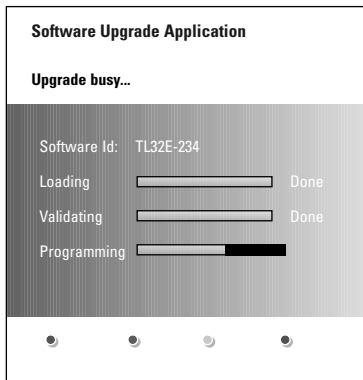 Software Upgrade Application
Upgrade busy...
Software Id: TL32E-234
Loading Done
Validating Done
Programming